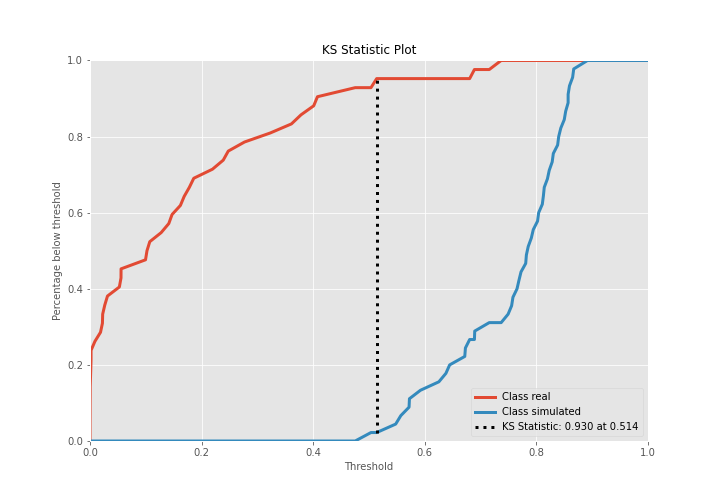 KS Statistic Plot
1.0
0.8
0.6
0.4
0.2
0.0
Percentage below threshold
Class real
Class simulated
KS Statistic: 0.930 at 0.514
0.0 0.2 0.4 0.6 0.8 1.0
Threshold